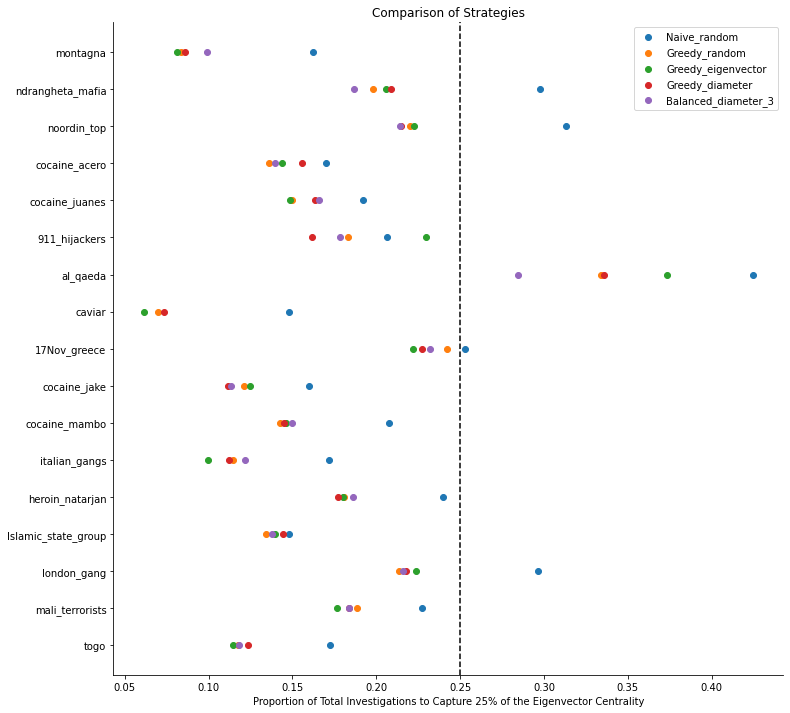 Comparison of Strategies
Naive_random
Greedy_random
Greedy_eigenvector
Greedy_diameter
Balanced_diameter_3
montagna
ndrangheta_mafia
noordin_top
cocaine_acero
cocaine_juanes
911_hijackers
al_qaeda
caviar
17Nov_greece
cocaine_jake
cocaine_mambo
italian_gangs
heroin_natarjan
Islamic_state_group
london_gang
mali_terrorists
togo
0.05 0.10 0.15 0.20 0.25 0.30 0.35 0.40
Proportion of Total Investigations to Capture 25% of the Eigenvector Centrality